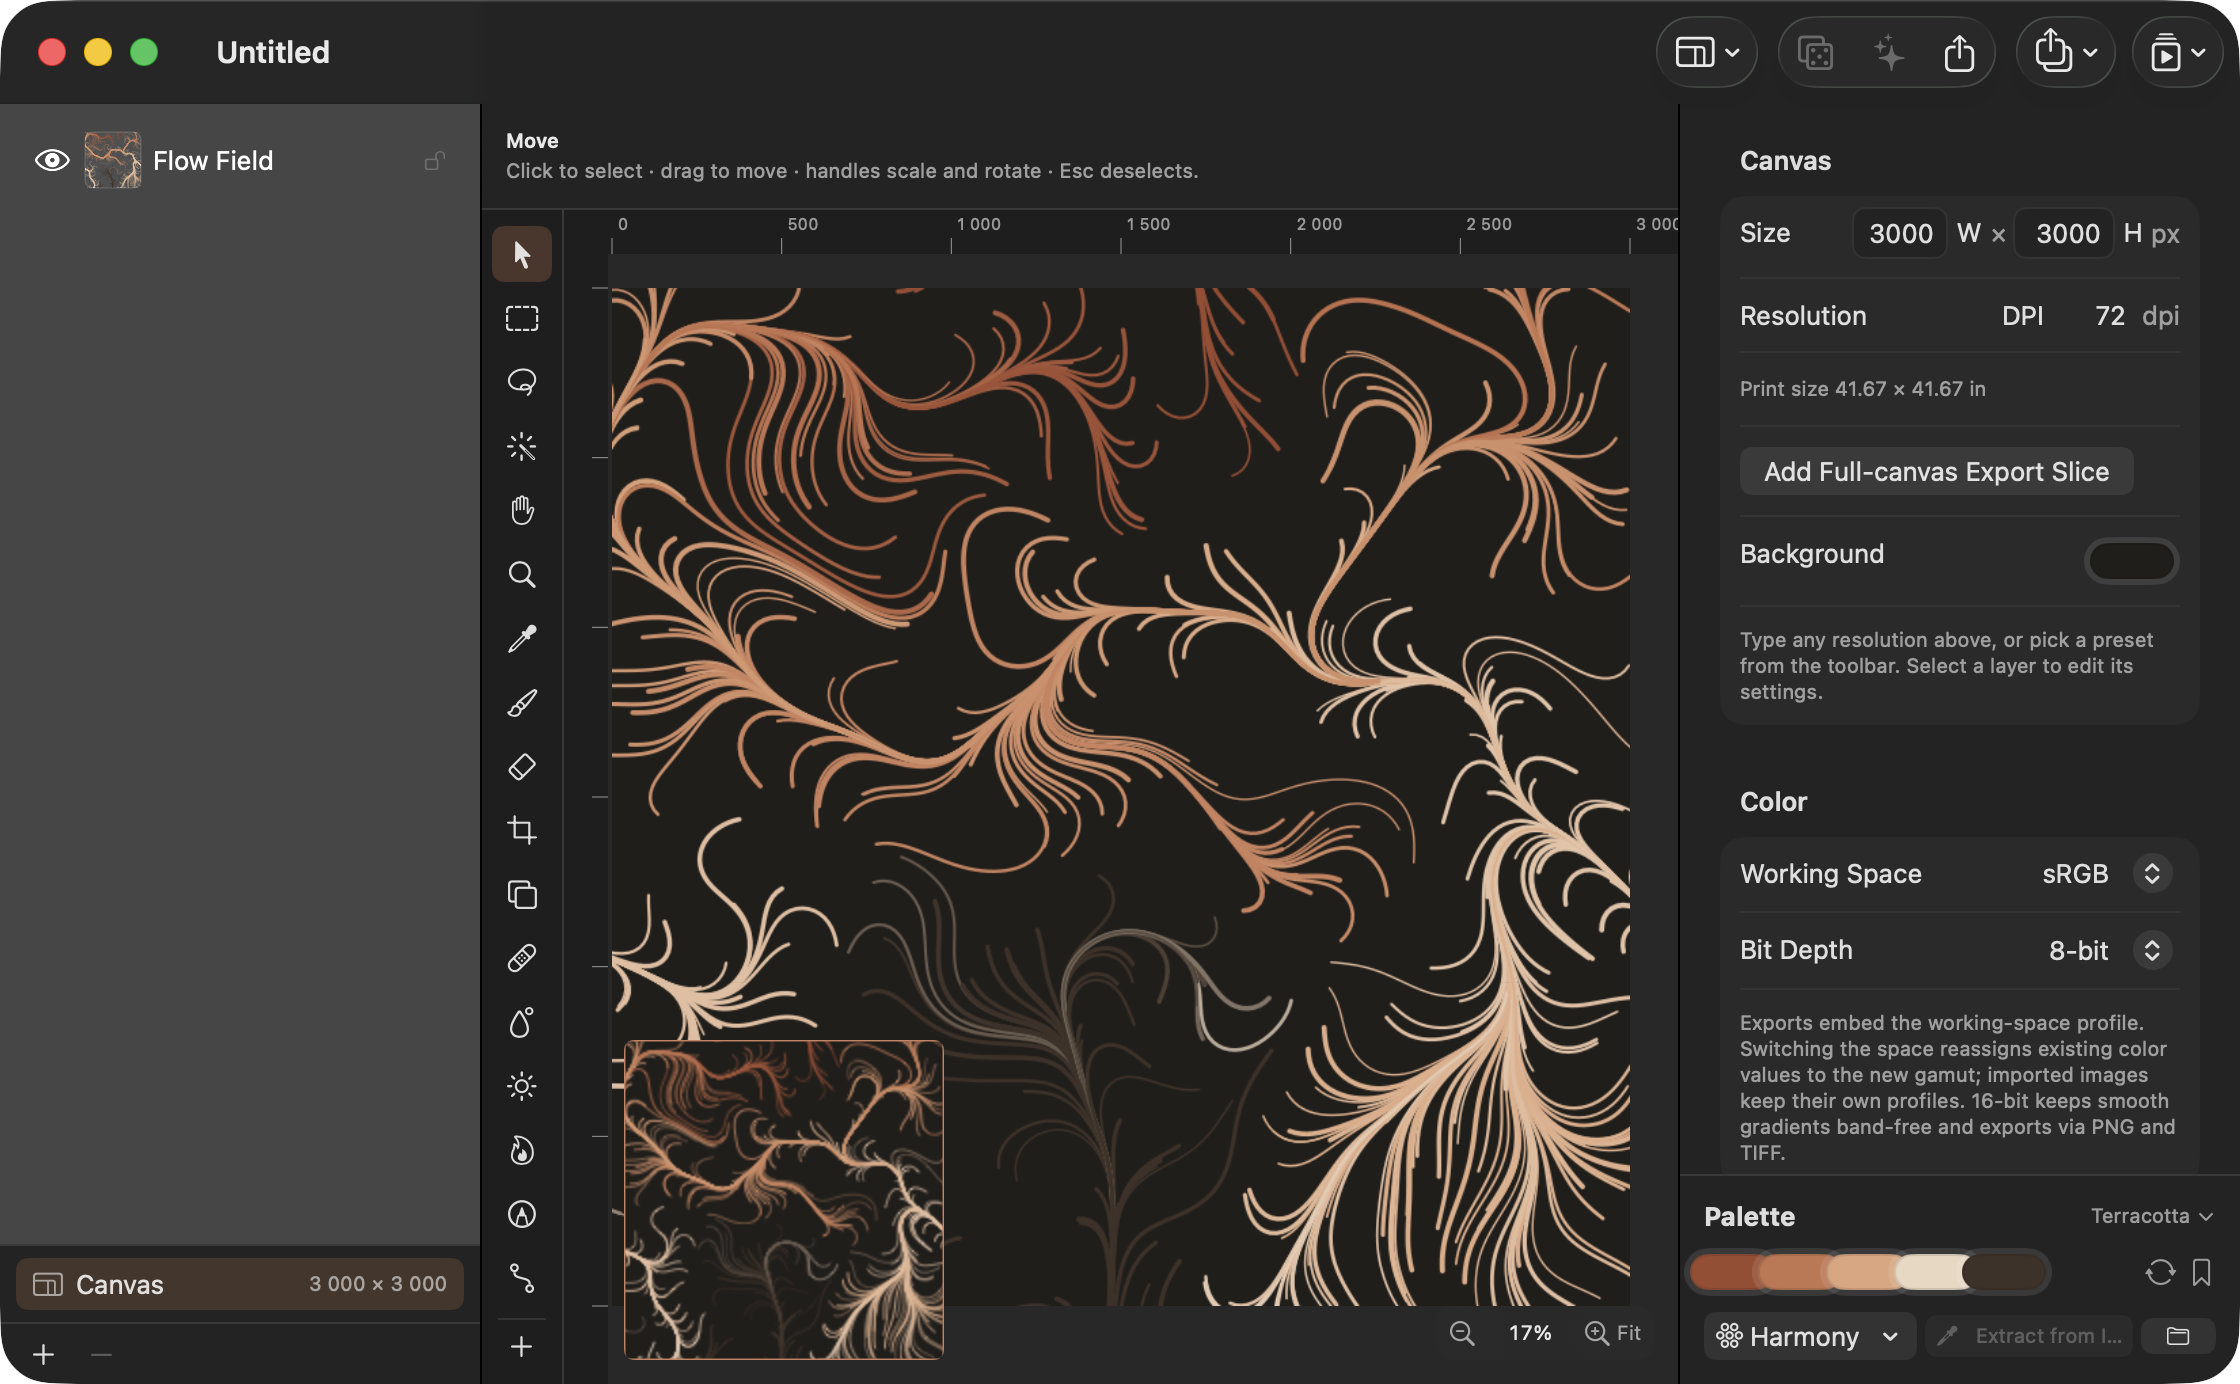 Untitled
Flow Field
Move
Click to select · drag to move · handles scale and rotate · Esc deselects.
0
500
1 000
1 500
2 000
2 500
3 000
Canvas
Size 3000 W × 3000 H px
Resolution DPI 72 dpi
Print size 41.67 × 41.67 in
Add Full-canvas Export Slice
Background
Type any resolution above, or pick a preset
from the toolbar. Select a layer to edit its
settings.
Color
Working Space sRGB
Bit Depth 8-bit
Exports embed the working-space profile.
Switching the space reassigns existing color
values to the new gamut; imported images
keep their own profiles. 16-bit keeps smooth
gradients band-free and exports via PNG and
TIFF.
Palette Terracotta
Harmony Extract from I...
Canvas 3 000 × 3 000
17% Fit